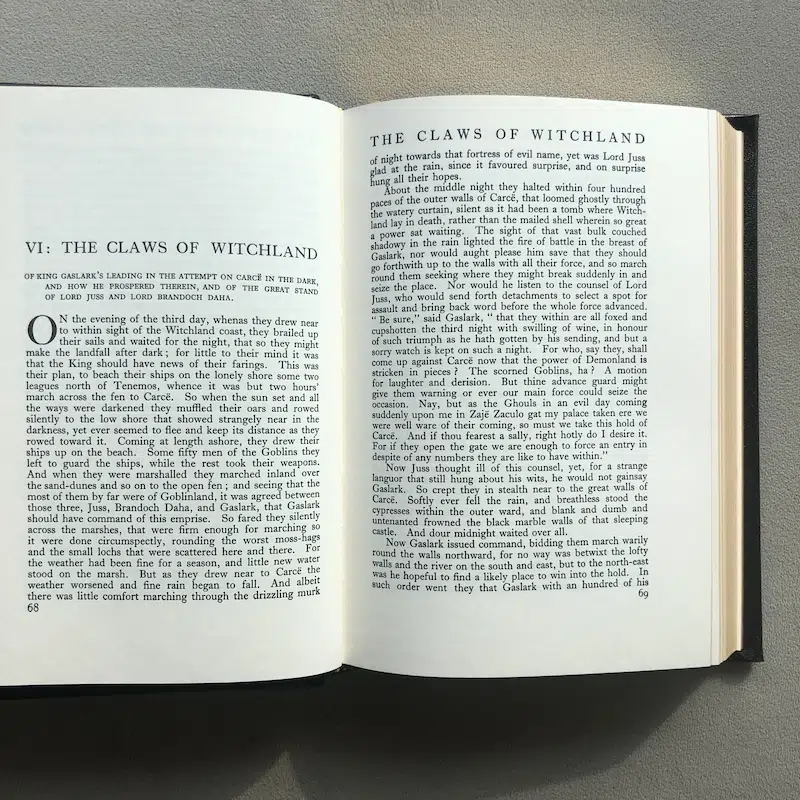 VI: THE CLAWS OF WITCHLAND
OF KING GASLARK'S LEADING IN THE ATTEMPT ON CARCË IN THE DARK,
AND HOW HE PROSPERED THEREIN, AND OF THE GREAT STAND
OF LORD JUSS AND LORD BRANDOCH DAHA.
ON the evening of the third day, whenas they drew near
to within sight of the Witchland coast, they brailed up
their sails and waited for the night, that so they might
make the landfall after dark; for little to their mind it was
that the King should have news of their farings. This was
their plan, to beach their ships on the lonely shore some two
leagues north of Tenemos, whence it was but two hours'
march across the fen to Carcë. So when the sun set and all
the ways were darkened they muffled their oars and rowed
silently to the low shore that showed strangely near in the
darkness, yet ever seemed to flee and keep its distance as they
rowed toward it. Coming at length ashore, they drew their
ships up on the beach. Some fifty men of the Goblins they
left to guard the ships, while the rest took their weapons.
And when they were marshalled they marched inland over
the sand-dunes and so on to the open fen; and seeing that the
most of them by far were of Goblinland, it was agreed between
those three, Juss, Brandoch Daha, and Gaslark, that Gaslark
should have command of this emprise. So fared they silently
across the marshes, that were firm enough for marching so
it were done circumspectly, rounding the worst moss-hags
and the small lochs that were scattered here and there. For
the weather had been fine for a season, and little new water
stood on the marsh. But as they drew near to Carcë the
weather worsened and fine rain began to fall. And albeit
there was little comfort marching through the drizzling murk
68
THE CLAWS OF WITCHLAND
of night towards that fortress of evil name, yet was Lord Juss
glad at the rain, since it favoured surprise, and on surprise
hung all their hopes.
About the middle night they halted within four hundred
paces of the outer walls of Carcë, that loomed ghostly through
the watery curtain, silent as it had been a tomb where Witch-
land lay in death, rather than the mailed shell wherein so great
a power sat waiting. The sight of that vast bulk couched
shadowy in the rain lighted the fire of battle in the breast of
Gaslark, nor would aught please him save that they should
go forthwith up to the walls with all their force, and so march
round them seeking where they might break suddenly in and
seize the place. Nor would he listen to the counsel of Lord
Juss, who would send forth detachments to select a spot for
assault and bring back word before the whole force advanced.
"Be sure," said Gaslark, "that they within are all foxed and
cupshotten the third night with swilling of wine, in honour
of such triumph as he hath gotten by his sending, and but a
sorry watch is kept on such a night. For who, say they, shall
come up against Carcë now that the power of Demonland is
stricken in pieces? The scorned Goblins, ha? A motion
for laughter and derision. But thine advance guard might
give them warning or ever our main force could seize the
occasion. Nay, but as the Ghouls in an evil day coming
suddenly upon me in Zajë Zaculo gat my palace taken ere we
were well ware of their coming, so must we take this hold of
Carcë. And if thou fearest a sally, right hotly do I desire it.
For if they open the gate we are enough to force an entry in
despite of any numbers they are like to have within."
Now Juss thought ill of this counsel, yet, for a strange
languor that still hung about his wits, he would not gainsay
Gaslark. So crept they in stealth near to the great walls of
Carcë. Softly ever fell the rain, and breathless stood the
cypresses within the outer ward, and blank and dumb and
untenanted frowned the black marble walls of that sleeping
castle. And dour midnight waited over all.
Now Gaslark issued command, bidding them march warily
round the walls northward, for no way was betwixt the lofty
walls and the river on the south and east, but to the north-east
was he hopeful to find a likely place to win into the hold. In
such order went they that Gaslark with an hundred of his
69